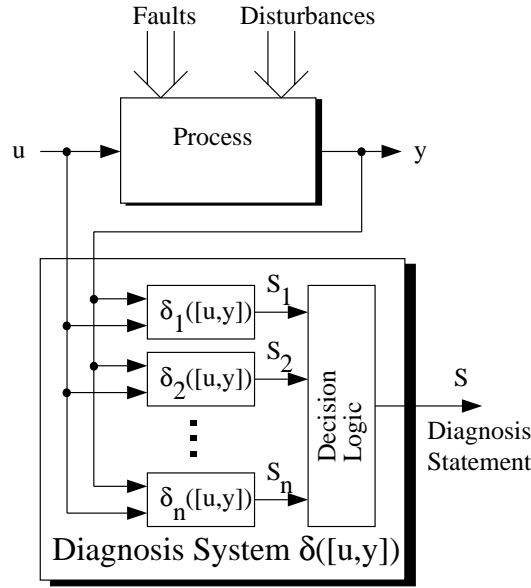 Faults
Disturbances
u
Process
y
δ₁([u,y])
S₁
δ₂([u,y])
S₂
δₙ([u,y])
Sₙ
Decision
Logic
S
Diagnosis
Statement
Diagnosis System δ([u,y])